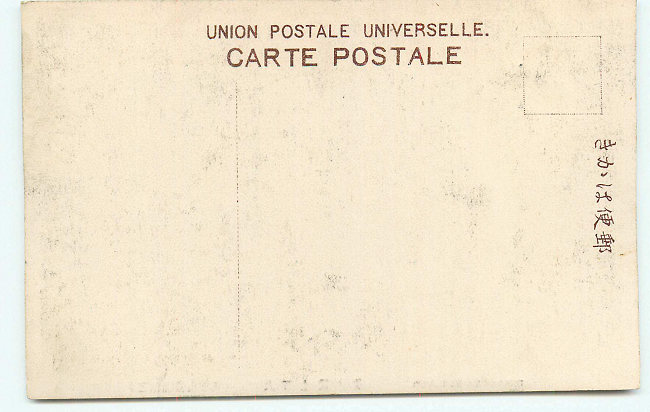 UNION POSTALE UNIVERSELLE.
CARTE POSTALE
郵便はがき